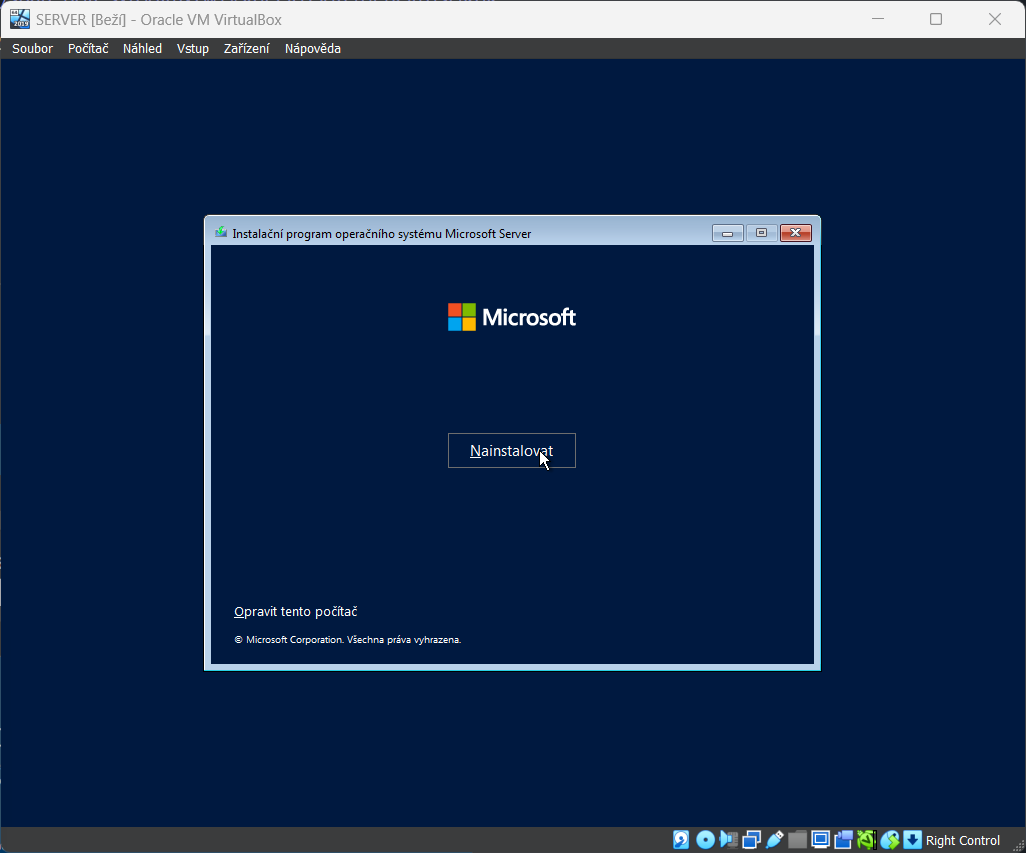 SERVER [Beží] - Oracle VM VirtualBox
Soubor Počítač Náhled Vstup Zařízení Nápověda
Instalační program operačního systému Microsoft Server
Microsoft
Nainstalovat
Opravit tento počítač
© Microsoft Corporation. Všechna práva vyhrazena.
Right Control